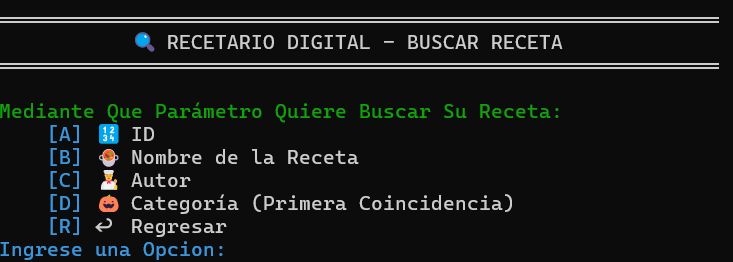 🔍 RECETARIO DIGITAL - BUSCAR RECETA
Mediante Que Parámetro Quiere Buscar Su Receta:
[A] 🔢 ID
[B] Nombre de la Receta
[C] Autor
[D] 🎃 Categoría (Primera Coincidencia)
[R] ↩ Regresar
Ingrese una Opcion: